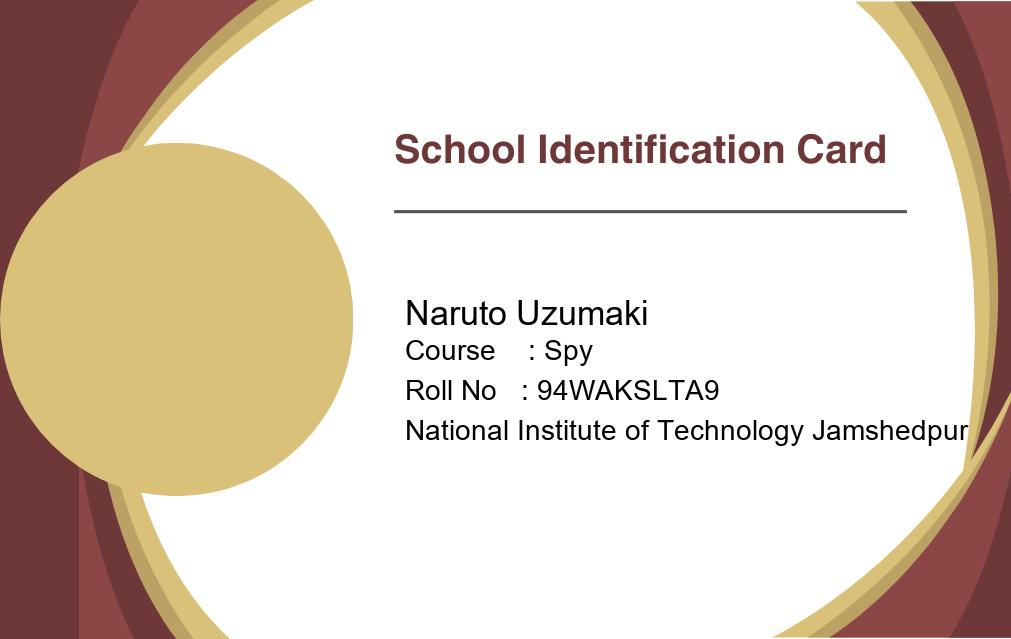 School Identification Card
Naruto Uzumaki
Course : Spy
Roll No : 94WAKSLTA9
National Institute of Technology Jamshedpur